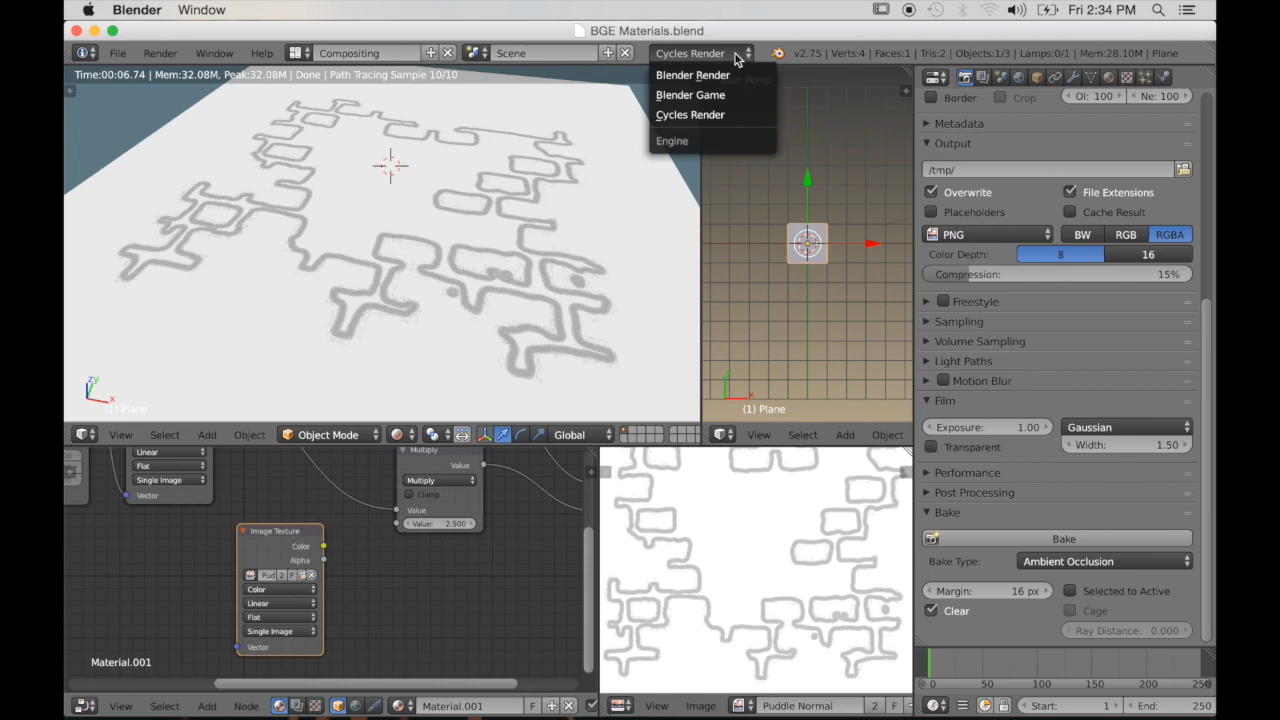 Blender Window Fri 2:34 PM
BGE Materials.blend
File Render Window Help Compositing Scene Cycles Render v2.75 | Verts:4 | Faces:1 | Tris:2 | Objects:1/3 | Lamps:0/1 | Mem:28.10M | Plane
Time:00:06.74 | Mem:32.08M, Peak:32.08M | Done | Path Tracing Sample 10/10
Blender Render
Blender Game
Cycles Render
Engine
Border Crop Ol: 100 Ne: 100
Metadata
Output
/tmp/
Overwrite File Extensions
Placeholders Cache Result
PNG BW RGB RGBA
Color Depth: 8 16
Compression: 15%
Freestyle
Sampling
Volume Sampling
Light Paths
Motion Blur
Film
Exposure: 1.00 Gaussian
Transparent Width: 1.50
Performance
Post Processing
Bake
Bake
Bake Type: Ambient Occlusion
Margin: 16 px Selected to Active
Clear Cage
Ray Distance: 0.000
zy
x
(1) Plane
x
(1) Plane
View Select Add Object Object Mode Global
View Select Add Object
Linear
Flat
Single Image
Vector
Multiply
Value
Multiply
Clamp
Value
Value: 2.500
Image Texture
Color
Alpha
Pud 2 F
Color
Linear
Flat
Single Image
Vector
Material.001
View Select Add Node Material.001 F
View Image Puddle Normal 2 F
0 50 100 150 200 250
Start: 1 End: 250